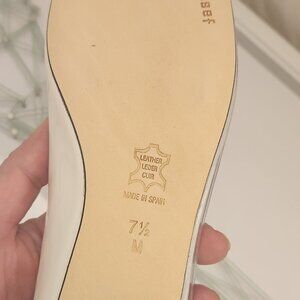 LEATHER
LEDER
CUIR
MADE IN SPAIN
7½
M